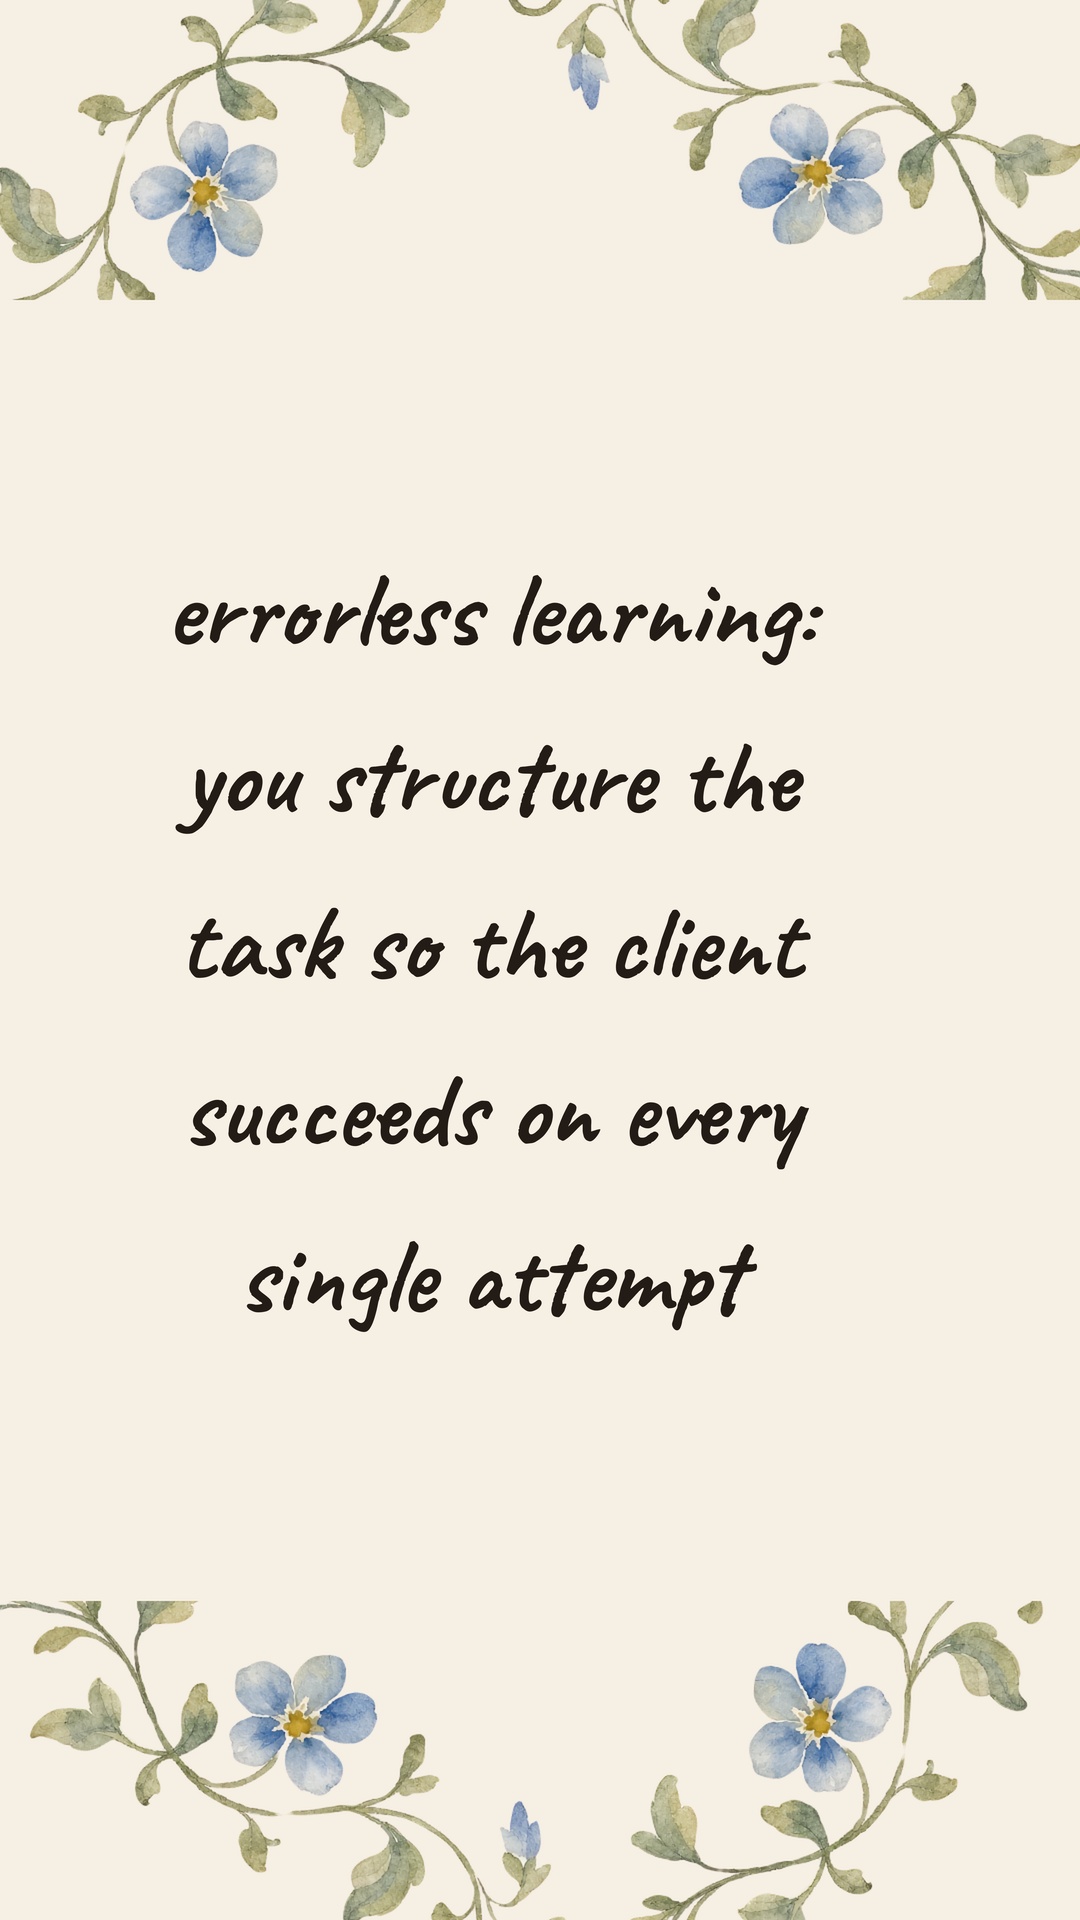 errorless learning:
you structure the
task so the client
succeeds on every
single attempt